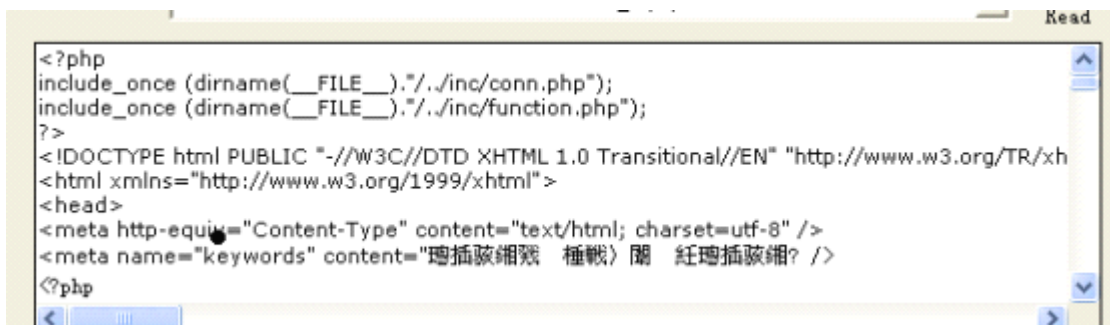 Read
<?php
include_once (dirname(__FILE__)."/../inc/conn.php");
include_once (dirname(__FILE__)."/../inc/function.php");
?>
<!DOCTYPE html PUBLIC "-//W3C//DTD XHTML 1.0 Transitional//EN" "http://www.w3.org/TR/xh
<html xmlns="http://www.w3.org/1999/xhtml">
<head>
<meta http-equiv="Content-Type" content="text/html; charset=utf-8" />
<meta name="keywords" content="? />
<?php